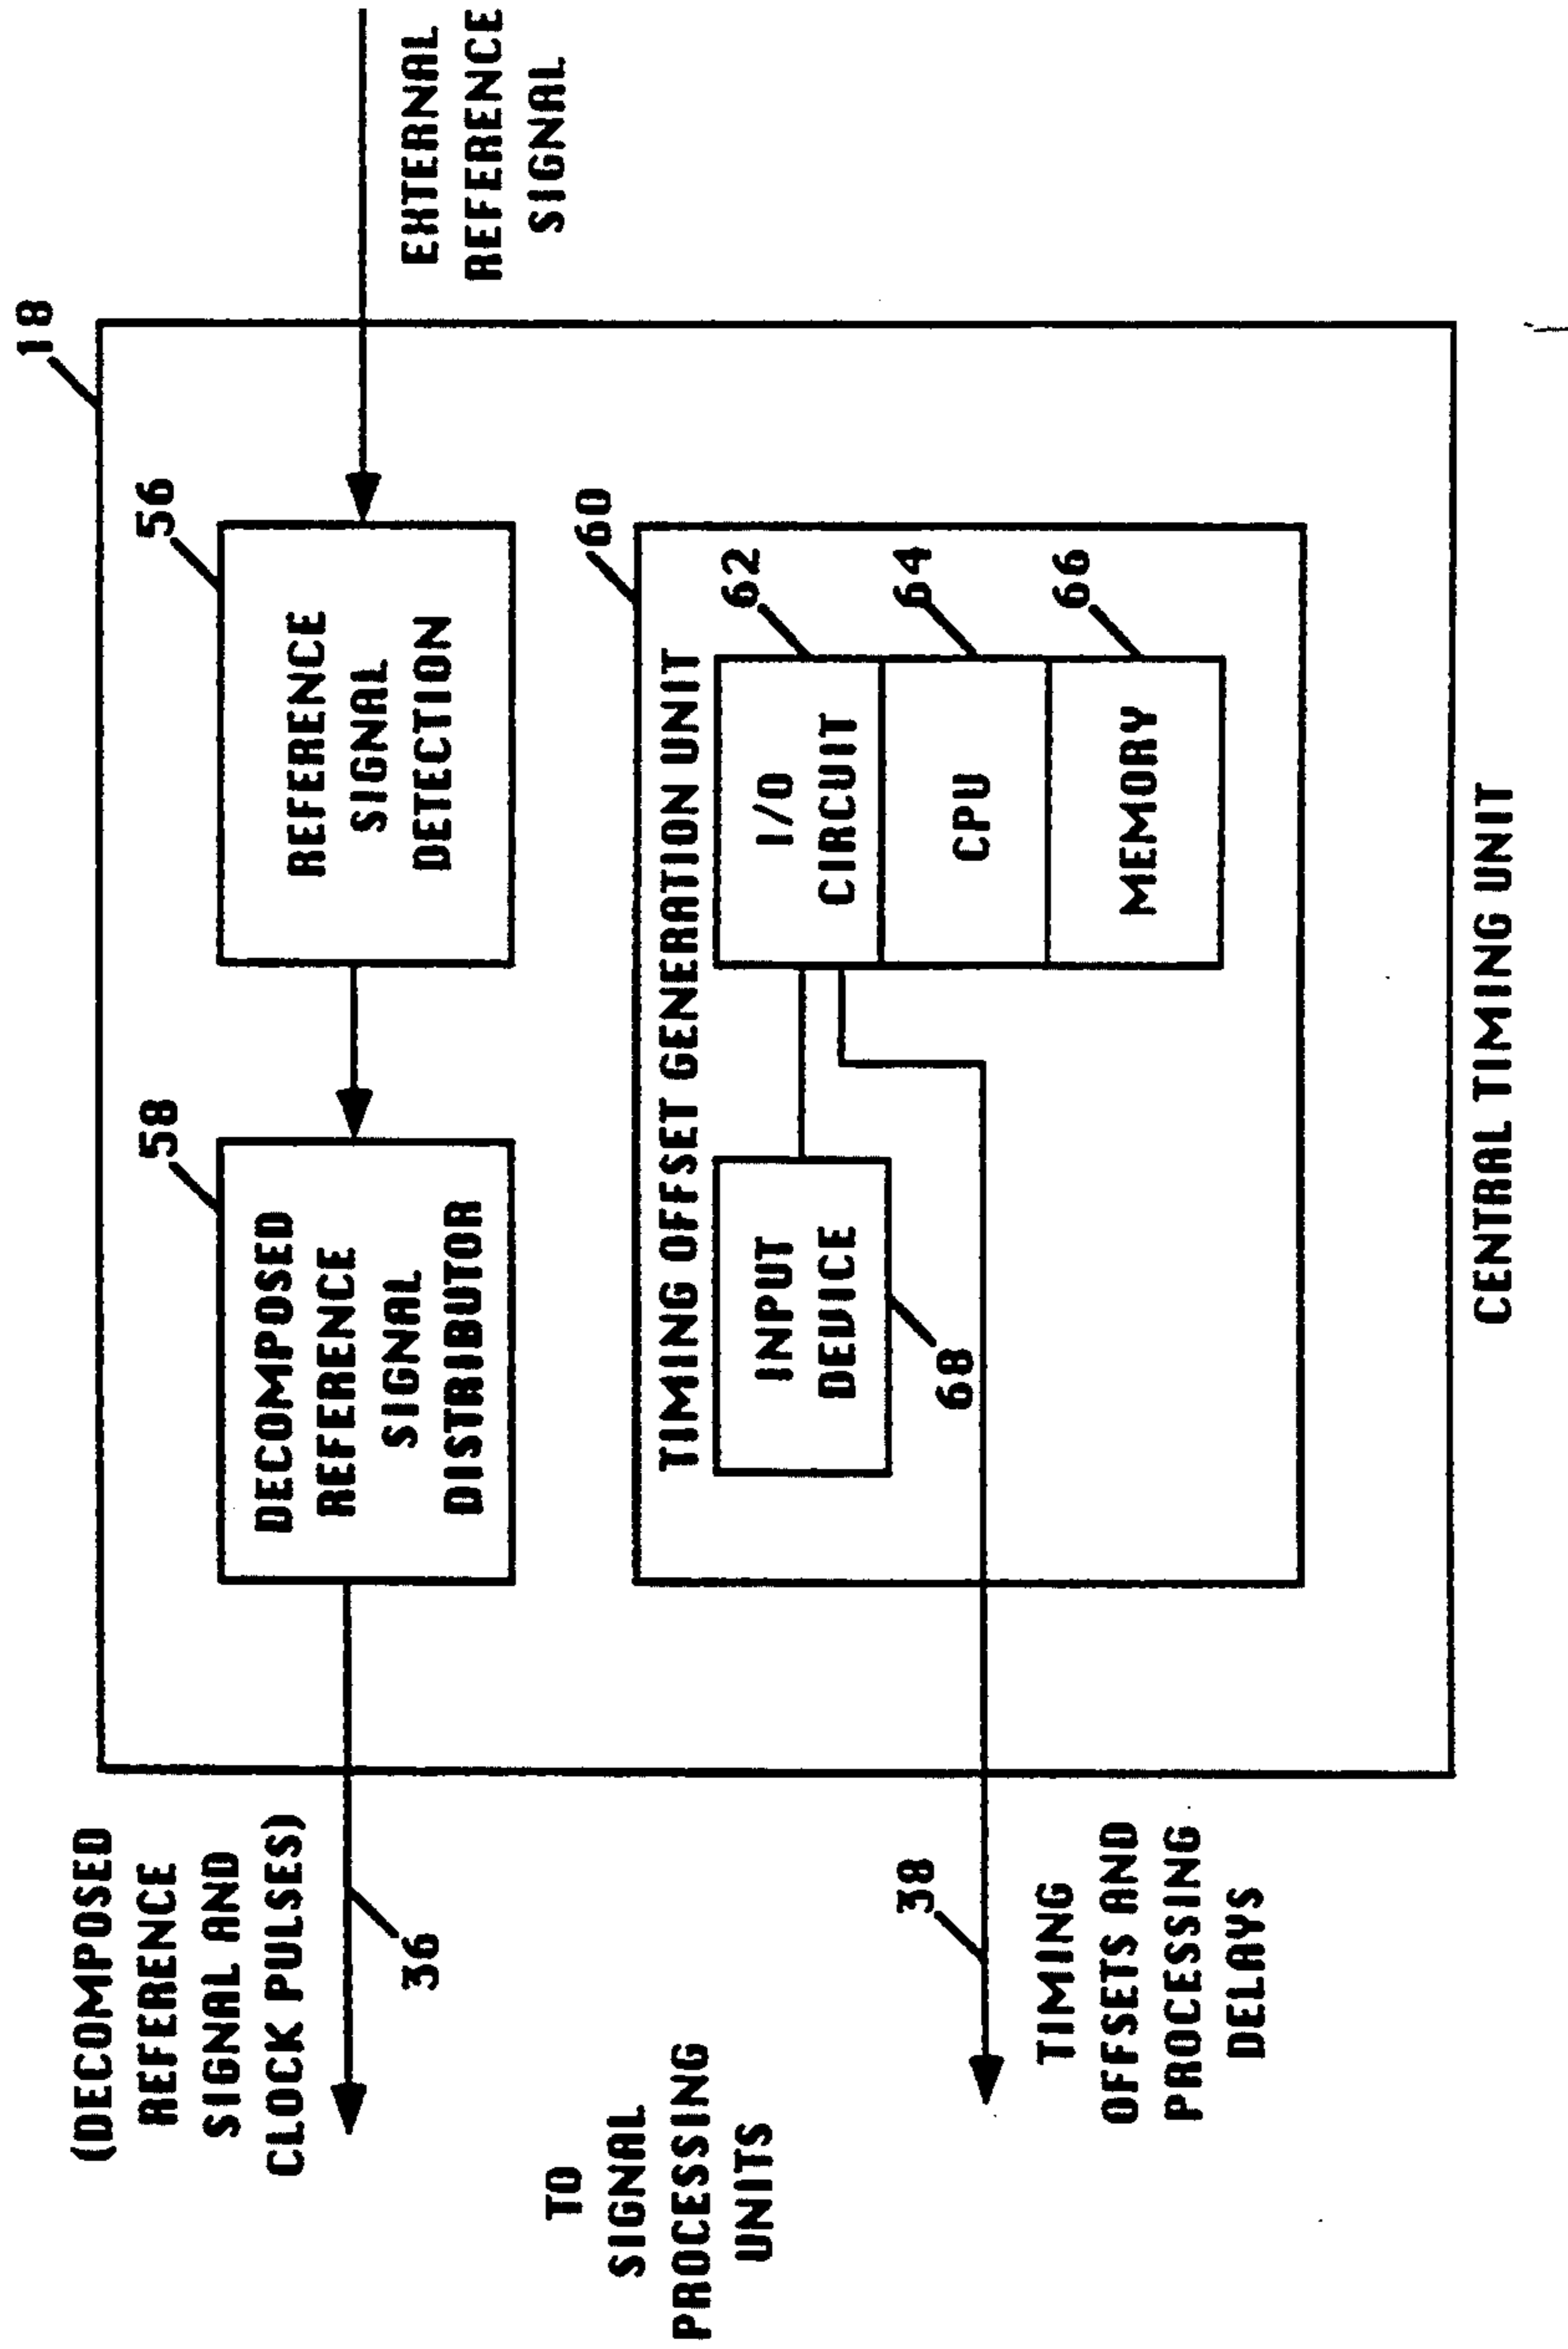 18
(DECOMPOSED
REFERENCE
SIGNAL AND
CLOCK PULSES)
36
58
DECOMPOSED
REFERENCE
SIGNAL
DISTRIBUTOR
56
REFERENCE
SIGNAL
DETECTION
EXTERNAL
REFERENCE
SIGNAL
TO
SIGNAL
PROCESSING
UNITS
60
TIMING OFFSET GENERATION UNIT
INPUT
DEVICE
68
62
I/O
CIRCUIT
64
CPU
66
MEMORY
38
TIMING
OFFSETS AND
PROCESSING
DELAYS
CENTRAL TIMING UNIT